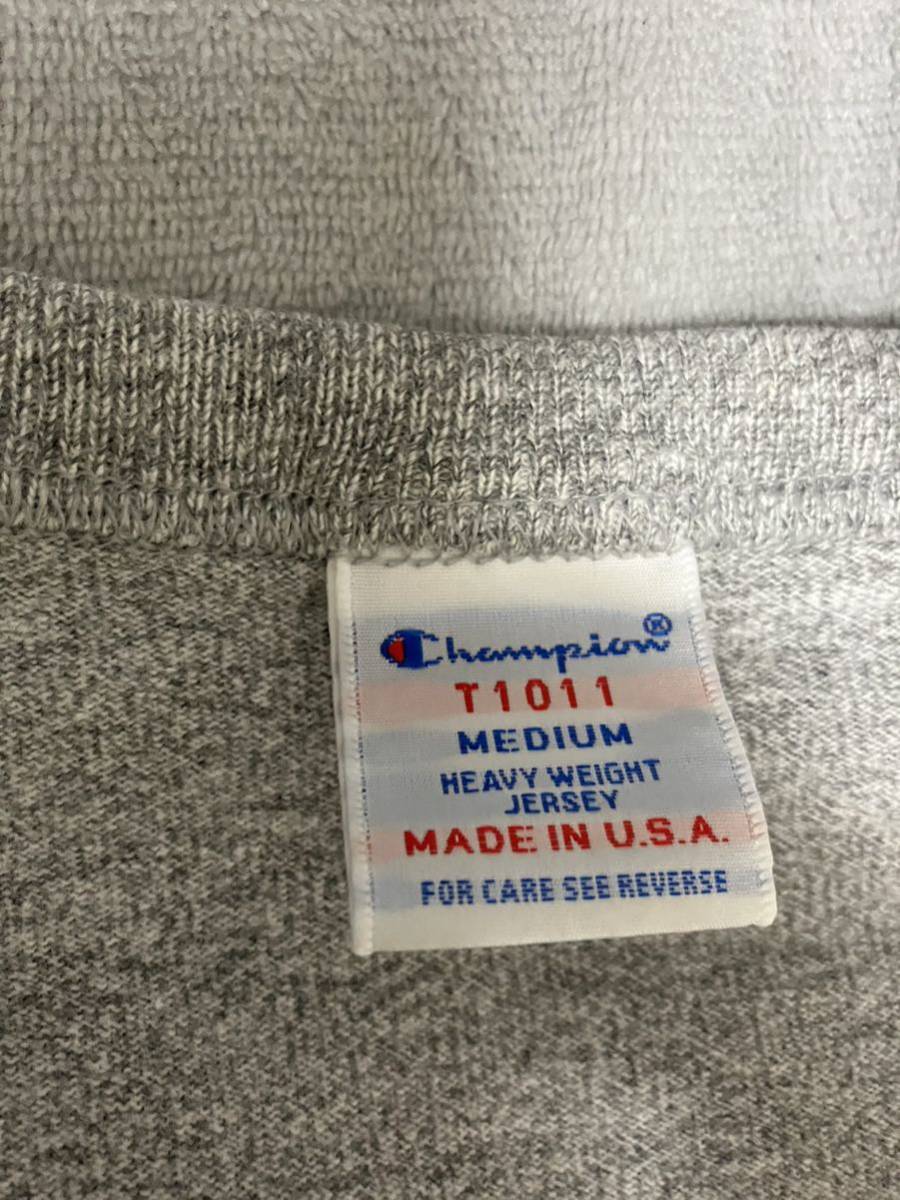 Champion®
T1011
MEDIUM
HEAVY WEIGHT
JERSEY
MADE IN U.S.A.
FOR CARE SEE REVERSE